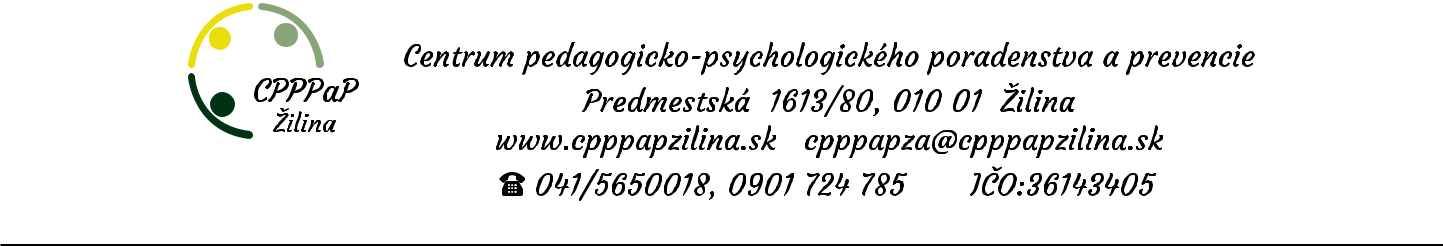 CPPPaP
Žilina
Centrum pedagogicko-psychologického poradenstva a prevencie
Predmestská 1613/80, 010 01 Žilina
www.cpppapzilina.sk cpppapza@cpppapzilina.sk
☎ 041/5650018, 0901 724 785 IČO:36143405